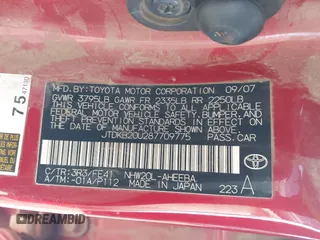 MFD. BY: TOYOTA MOTOR CORPORATION 09/07
GVWR 3795LB GAWR FR 2335LB RR 2250LB
THIS VEHICLE CONFORMS TO ALL APPLICABLE
FEDERAL MOTOR VEHICLE SAFETY, BUMPER, AND
THEFT PREVENTION STANDARDS IN EFFECT ON
THE DATE OF MANUFACTURE SHOWN ABOVE.
JTDKB20U287709775
PASS. CAR
C/TR: 3R3/FE41 NHW20L-AHEEBA
A/TM: -01A/P112 MADE IN JAPAN 223 A
75
DREAMBID